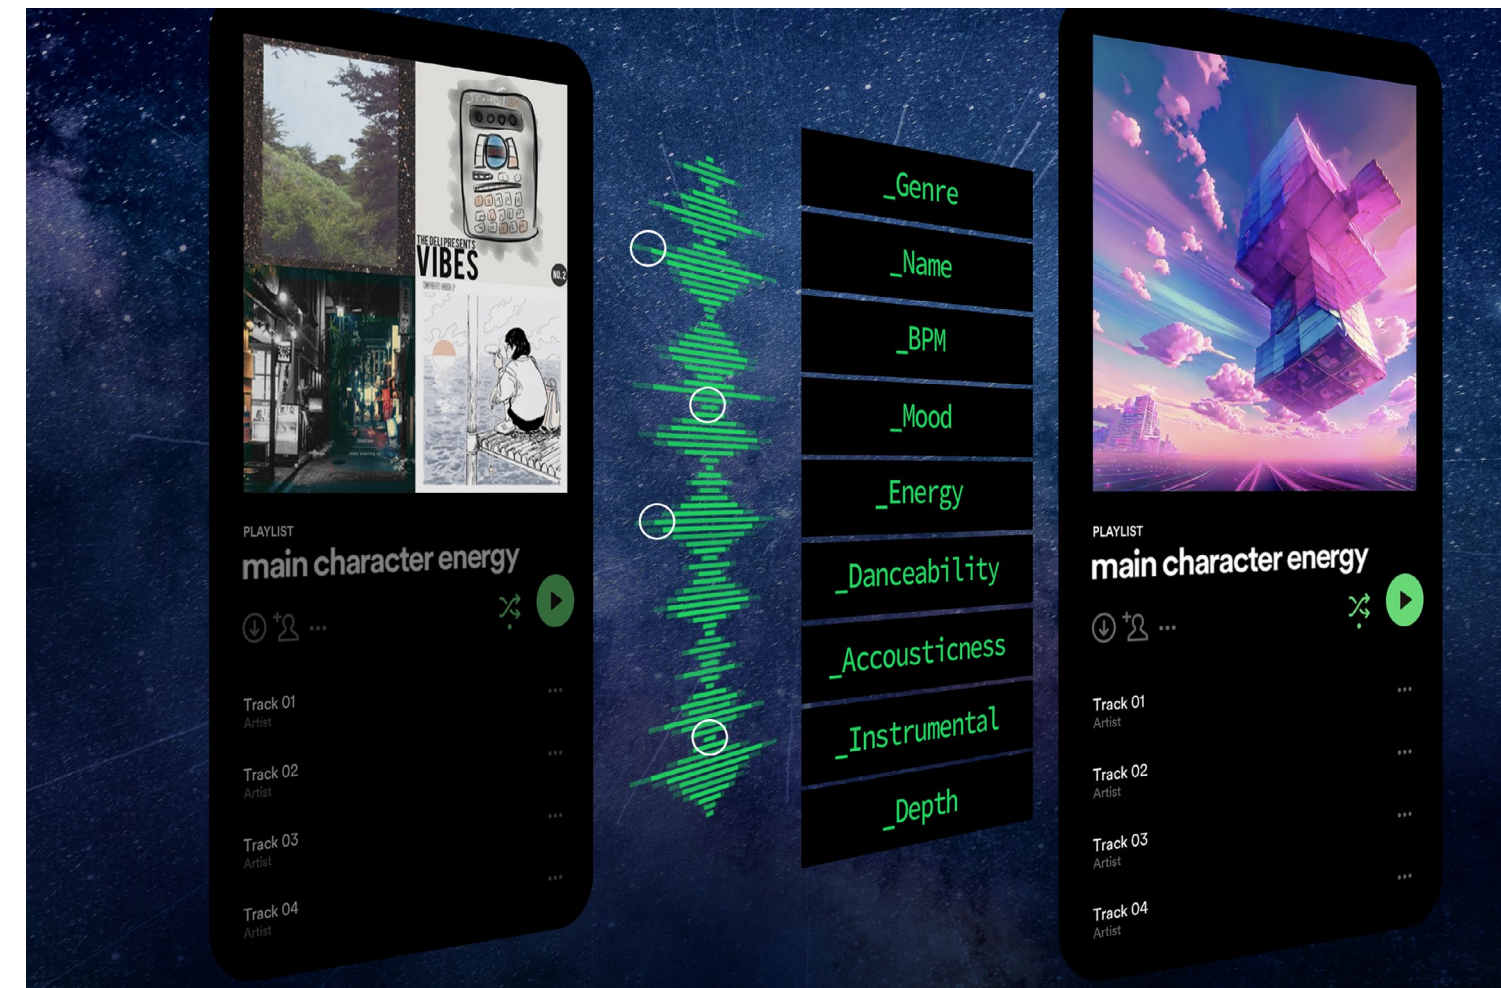 THE DELI PRESENTS
VIBES
NO. 2
PLAYLIST
main character energy
Track 01
Artist
Track 02
Artist
Track 03
Artist
Track 04
Artist
_Genre
_Name
_BPM
_Mood
_Energy
_Danceability
_Accousticness
_Instrumental
_Depth
PLAYLIST
main character energy
Track 01
Artist
Track 02
Artist
Track 03
Artist
Track 04
Artist